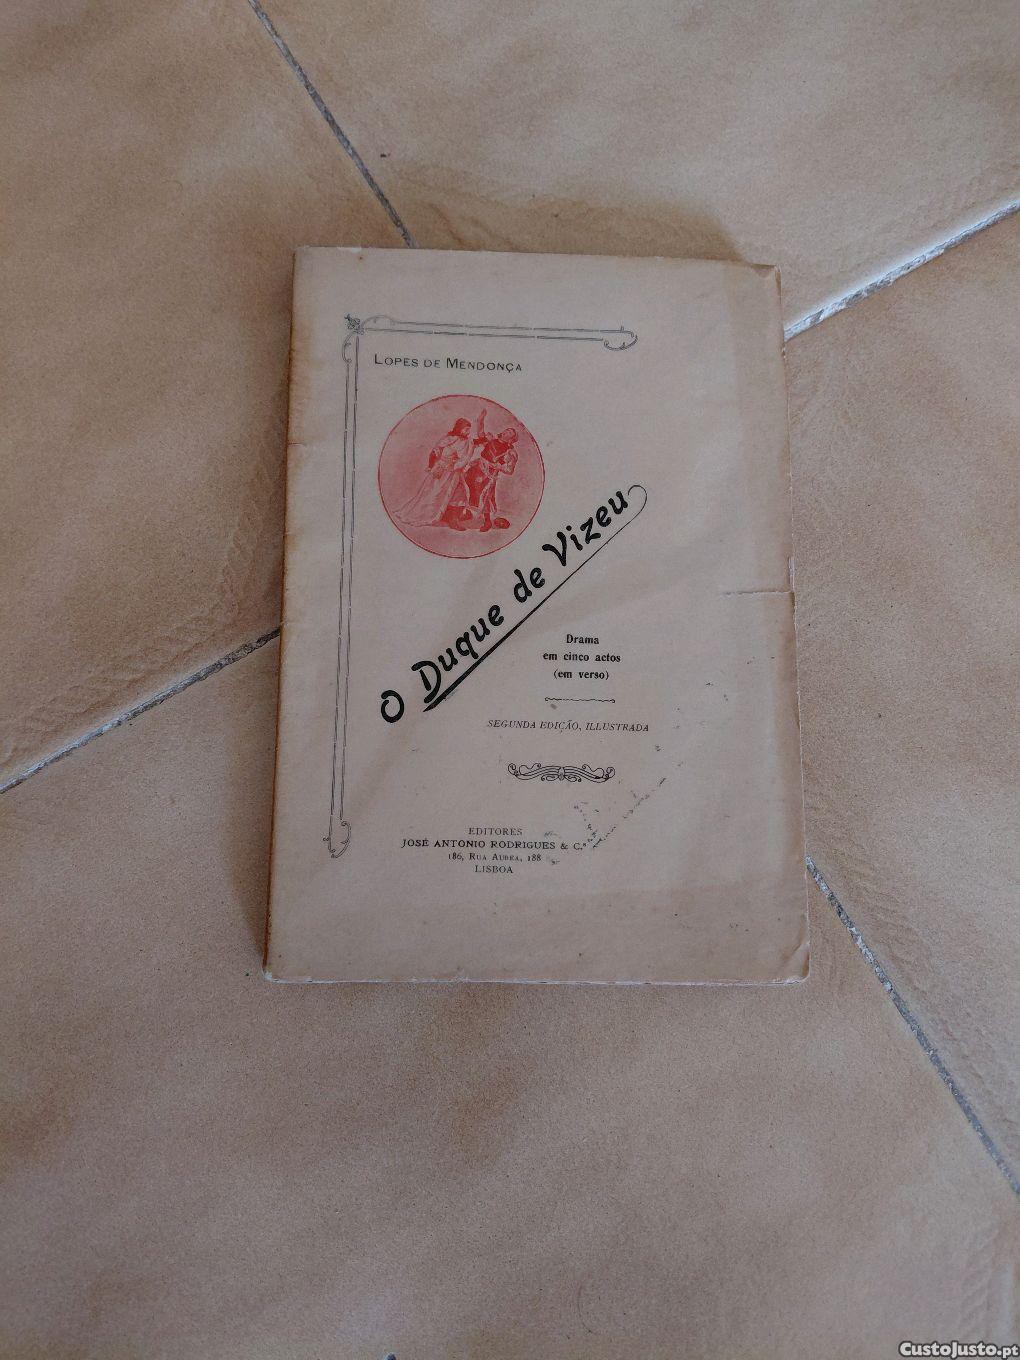 LOPES DE MENDONÇA
O Duque de Vizeu
Drama
em cinco actos
(em verso)
SEGUNDA EDIÇÃO, ILLUSTRADA
EDITORES
JOSÉ ANTONIO RODRIGUES & C.ª
186, RUA AUREA, 188
LISBOA
CustoJusto.pt